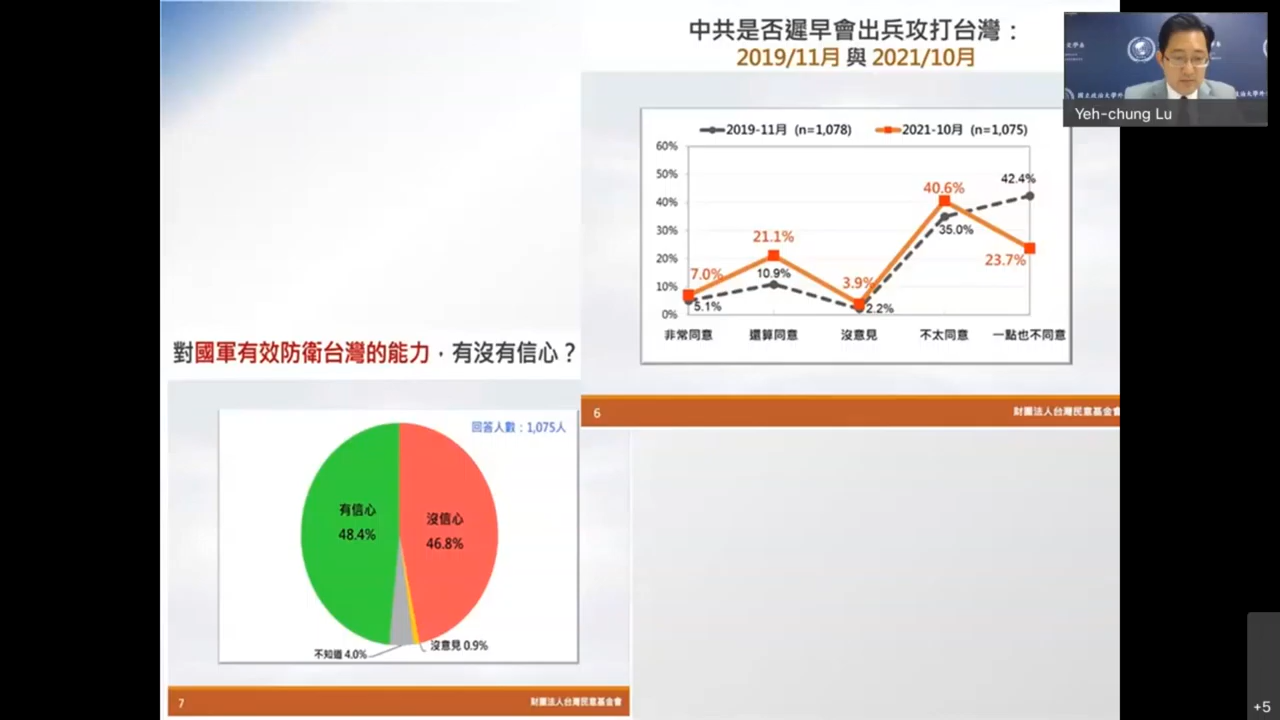 中共是否遲早會出兵攻打台灣：
2019/11月 與 2021/10月
2019-11月 (n=1,078)
2021-10月 (n=1,075)
60%
50%
40%
30%
20%
10%
0%
7.0%
21.1%
3.9%
40.6%
23.7%
5.1%
10.9%
2.2%
35.0%
42.4%
非常同意
還算同意
沒意見
不太同意
一點也不同意
6
財團法人台灣民意基金會
Yeh-chung Lu
國立政治大學外
對國軍有效防衛台灣的能力，有沒有信心？
回答人數：1,075人
有信心
48.4%
沒信心
46.8%
不知道 4.0%
沒意見 0.9%
7
財團法人台灣民意基金會
+5